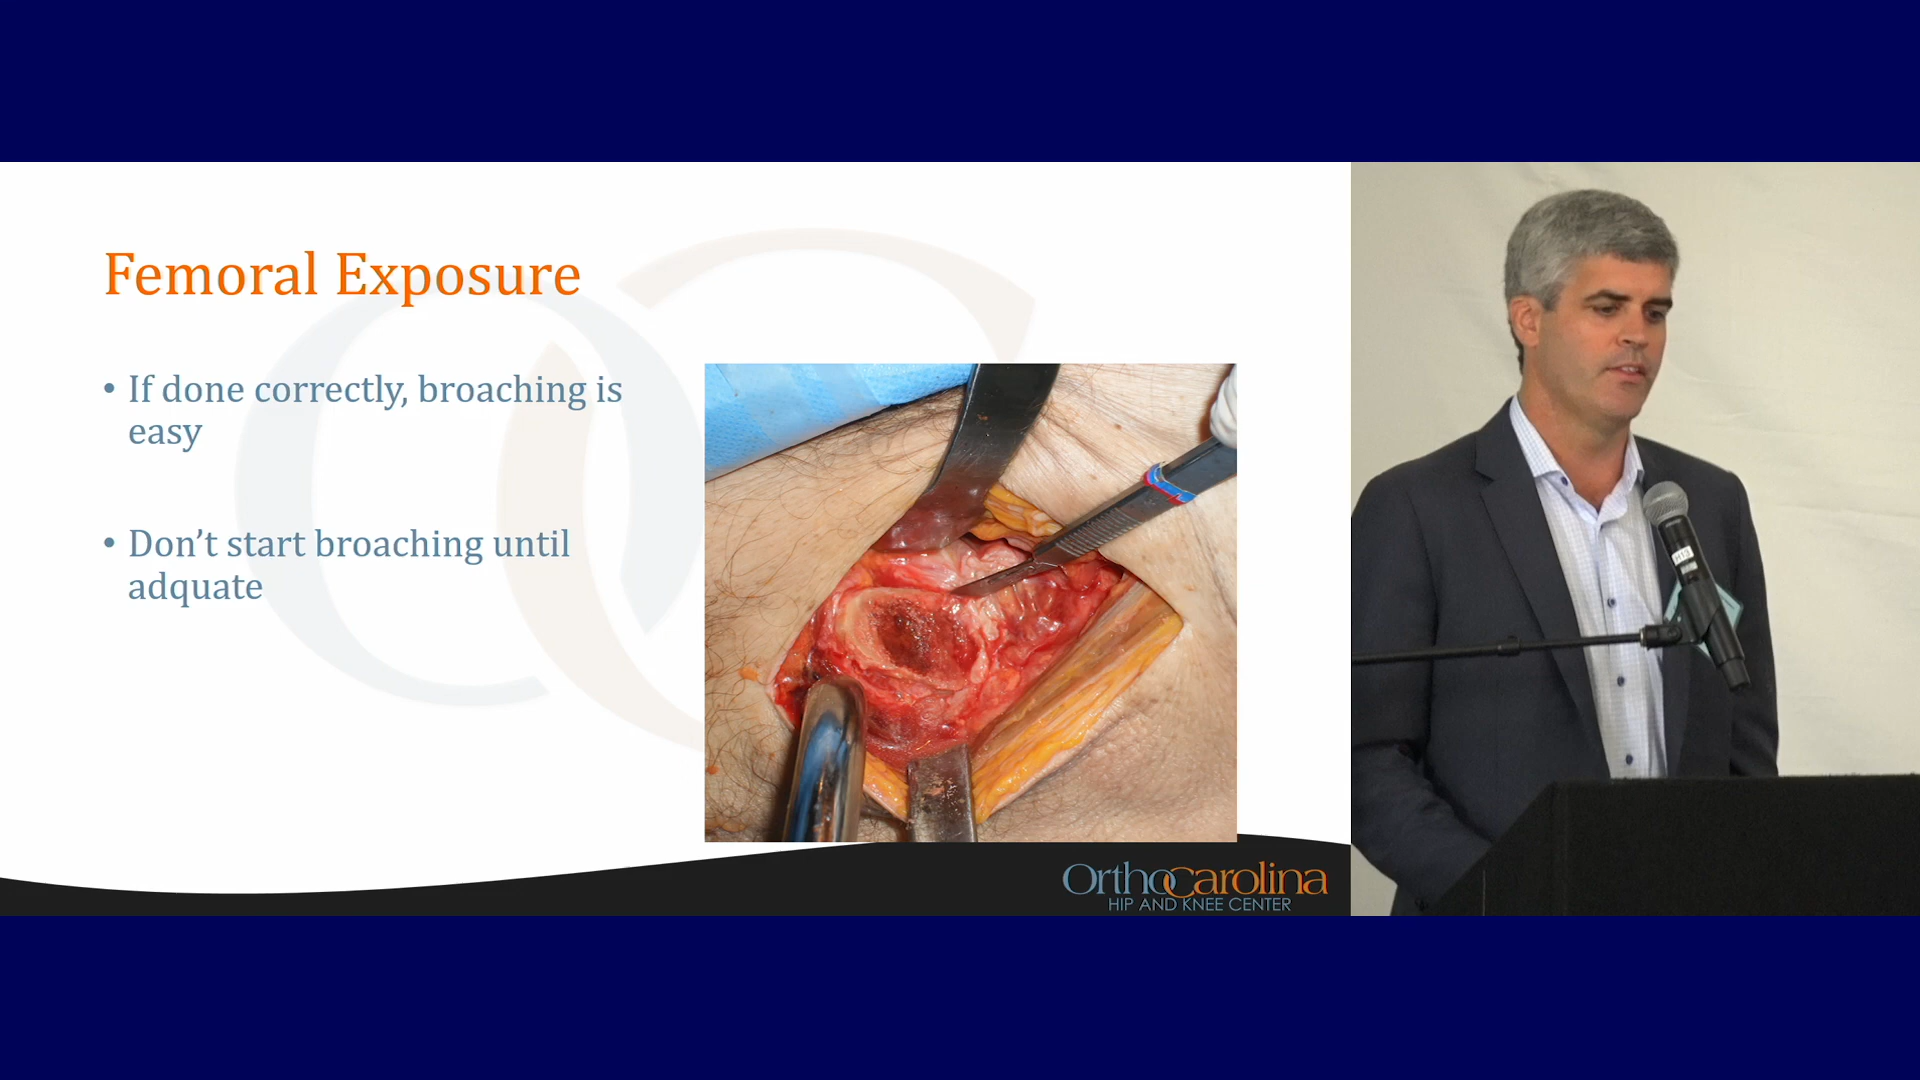 Femoral Exposure
• If done correctly, broaching is
easy
• Don't start broaching until
adquate
OrthoCarolina
HIP AND KNEE CENTER